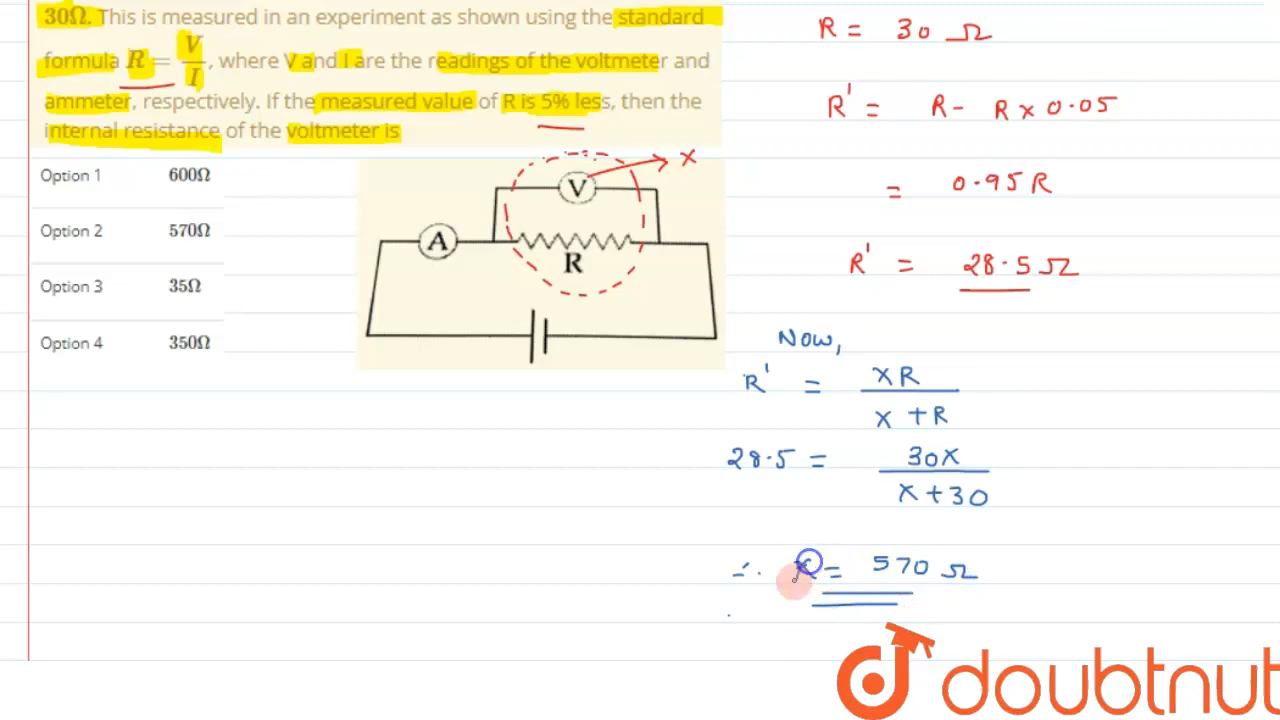 30Ω. This is measured in an experiment as shown using the standard
formula R = V/I, where V and I are the readings of the voltmeter and
ammeter, respectively. If the measured value of R is 5% less, then the
internal resistance of the voltmeter is
Option 1 600Ω
Option 2 570Ω
Option 3 35Ω
Option 4 350Ω
V
x
A
R
R = 30 Ω
R' = R - R x 0.05
= 0.95 R
R' = 28.5 Ω
Now,
R' = xR / x + R
28.5 = 30x / x + 30
∴ x = 570 Ω
doubtnut